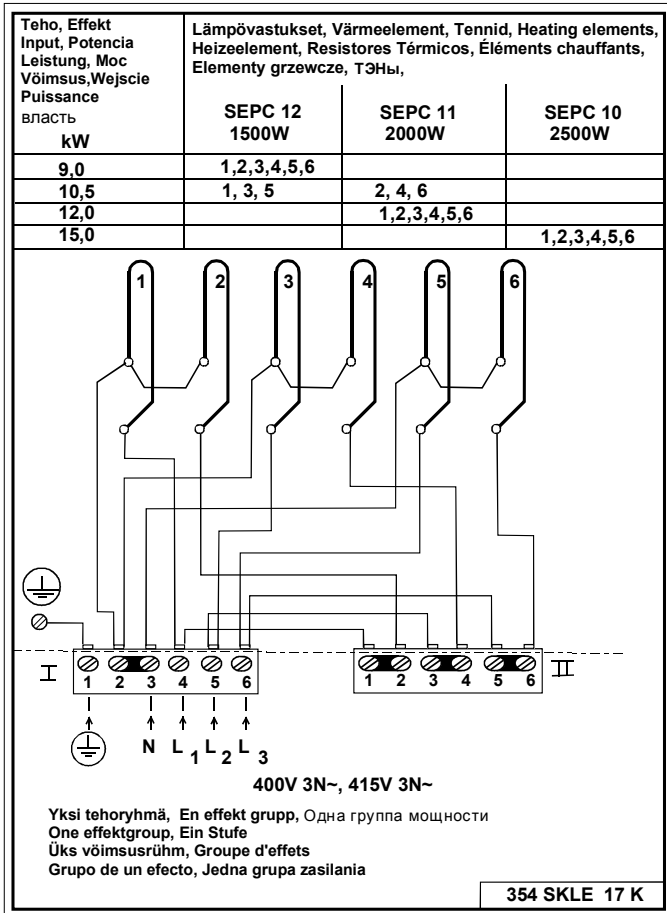 Teho, Effekt
Input, Potencia
Leistung, Moc
Vöimsus,Wejscie
Puissance
власть
kW
Lämpövastukset, Värmeelement, Tennid, Heating elements,
Heizeelement, Resistores Térmicos, Éléments chauffants,
Elementy grzewcze, ТЭНы,
SEPC 12
1500W
SEPC 11
2000W
SEPC 10
2500W
9,0 1,2,3,4,5,6
10,5 1, 3, 5 2, 4, 6
12,0 1,2,3,4,5,6
15,0 1,2,3,4,5,6
1 2 3 4 5 6
I 1 2 3 4 5 6 1 2 3 4 5 6 II
N L1 L2 L3
400V 3N~, 415V 3N~
Yksi tehoryhmä, En effekt grupp, Одна группа мощности
One effektgroup, Ein Stufe
Üks vöimsusrühm, Groupe d'effets
Grupo de un efecto, Jedna grupa zasilania
354 SKLE 17 K